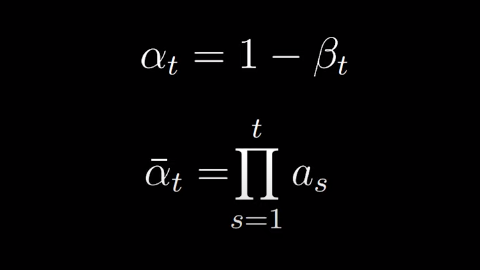 αₜ = 1 − βₜ
ᾱₜ = ∏ₛ₌₁ᵗ aₛ